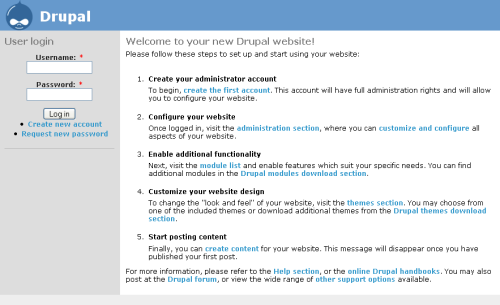 Drupal
User login
Username: *
Password: *
Log in
Create new account
Request new password
Welcome to your new Drupal website!
Please follow these steps to set up and start using your website:
1. Create your administrator account
To begin, create the first account. This account will have full administration rights and will allow
you to configure your website.
2. Configure your website
Once logged in, visit the administration section, where you can customize and configure all
aspects of your website.
3. Enable additional functionality
Next, visit the module list and enable features which suit your specific needs. You can find
additional modules in the Drupal modules download section.
4. Customize your website design
To change the "look and feel" of your website, visit the themes section. You may choose from
one of the included themes or download additional themes from the Drupal themes download
section.
5. Start posting content
Finally, you can create content for your website. This message will disappear once you have
published your first post.
For more information, please refer to the Help section, or the online Drupal handbooks. You may also
post at the Drupal forum, or view the wide range of other support options available.